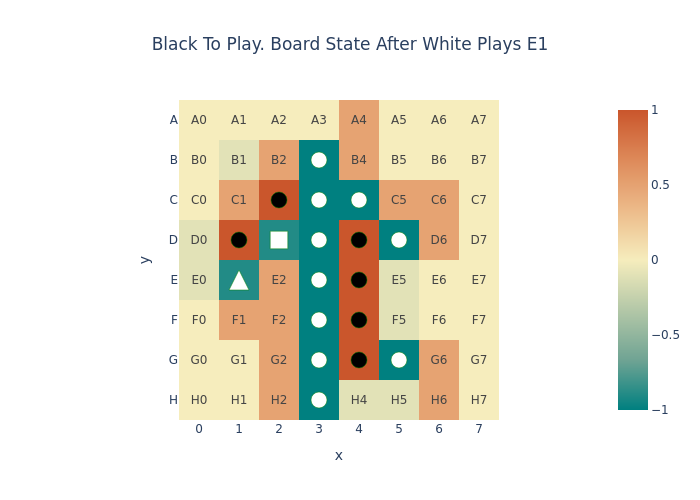 Black To Play. Board State After White Plays E1
A A0 A1 A2 A3 A4 A5 A6 A7
B B0 B1 B2 B4 B5 B6 B7
C C0 C1 C5 C6 C7
D D0 D6 D7
E E0 E2 E5 E6 E7
F F0 F1 F2 F5 F6 F7
G G0 G1 G2 G6 G7
H H0 H1 H2 H4 H5 H6 H7
0 1 2 3 4 5 6 7
x
y
1
0.5
0
−0.5
−1